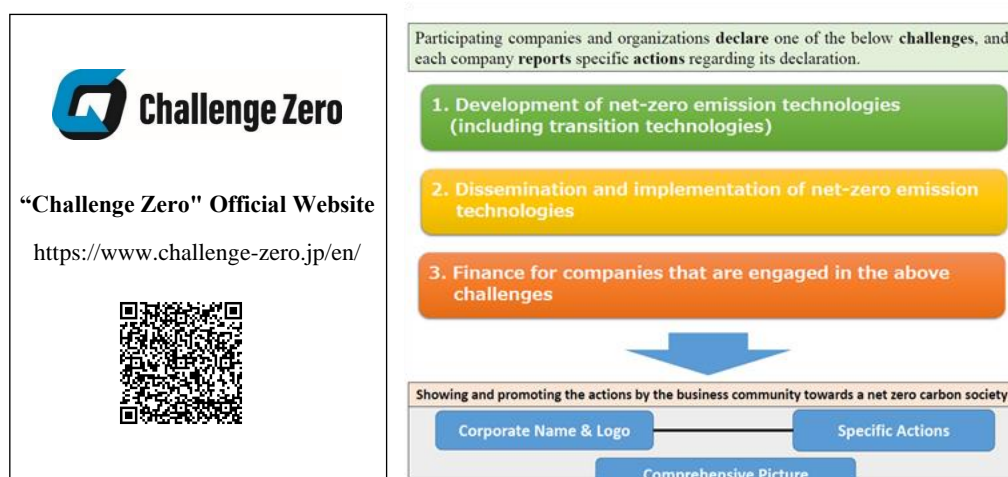 Challenge Zero
“Challenge Zero" Official Website
https://www.challenge-zero.jp/en/
Participating companies and organizations declare one of the below challenges, and
each company reports specific actions regarding its declaration.
1. Development of net-zero emission technologies
(including transition technologies)
2. Dissemination and implementation of net-zero emission
technologies
3. Finance for companies that are engaged in the above
challenges
Showing and promoting the actions by the business community towards a net zero carbon society
Corporate Name & Logo
Specific Actions
Comprehensive Picture